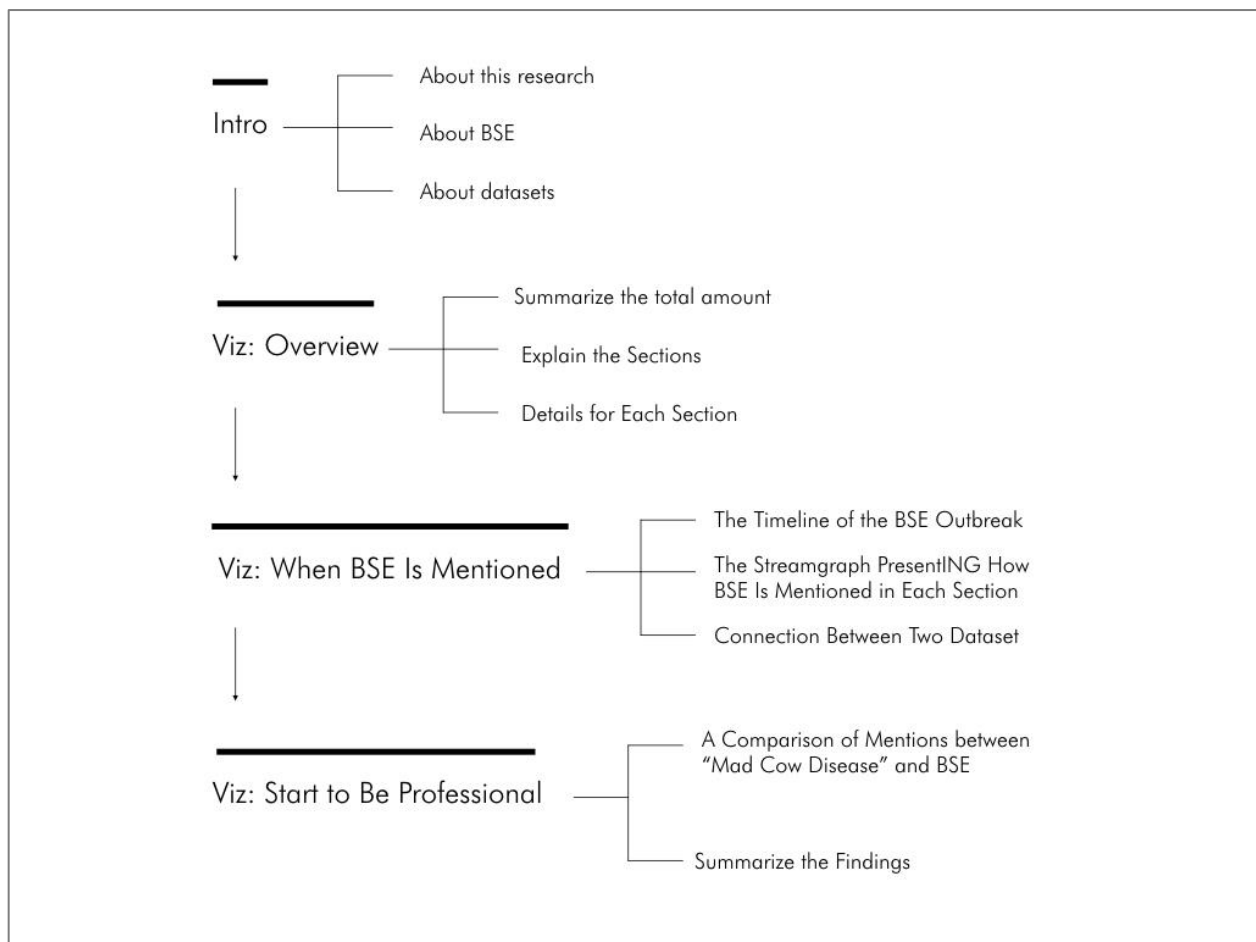 Intro
About this research
About BSE
About datasets
Viz: Overview
Summarize the total amount
Explain the Sections
Details for Each Section
Viz: When BSE Is Mentioned
The Timeline of the BSE Outbreak
The Streamgraph PresentING How
BSE Is Mentioned in Each Section
Connection Between Two Dataset
Viz: Start to Be Professional
A Comparison of Mentions between
“Mad Cow Disease” and BSE
Summarize the Findings